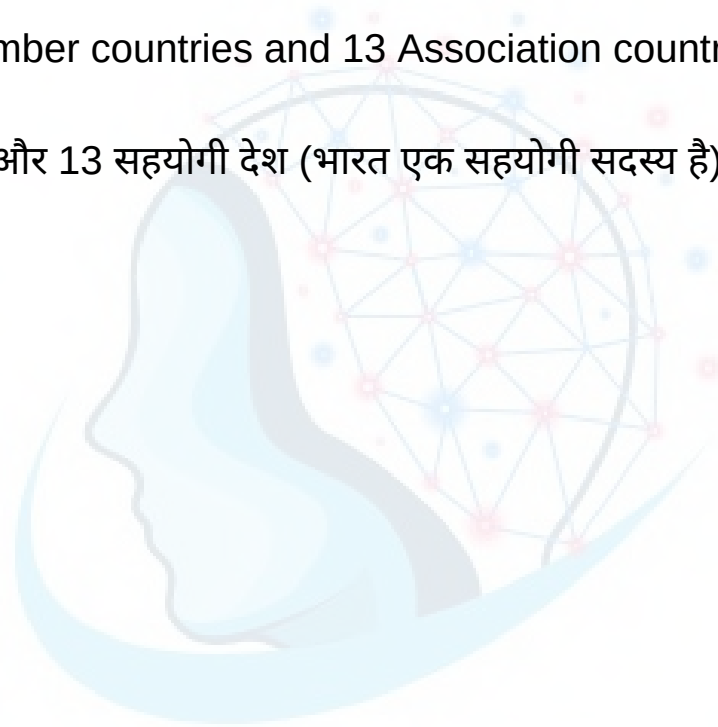 mber countries and 13 Association countr
और 13 सहयोगी देश (भारत एक सहयोगी सदस्य है)